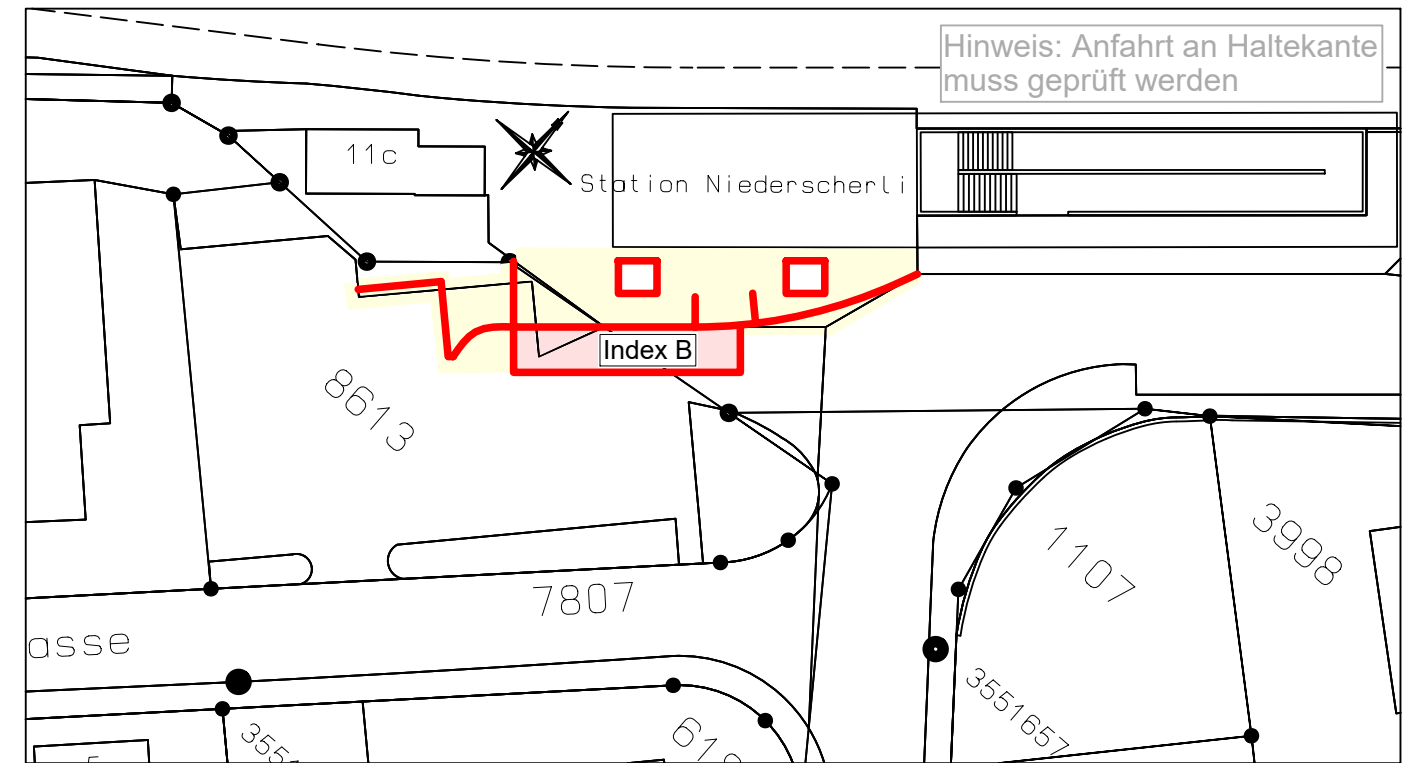 Hinweis: Anfahrt an Haltekante
muss geprüft werden
11c
Station Niederscherli
Index B
8613
7807
asse
1107
3998
3551657